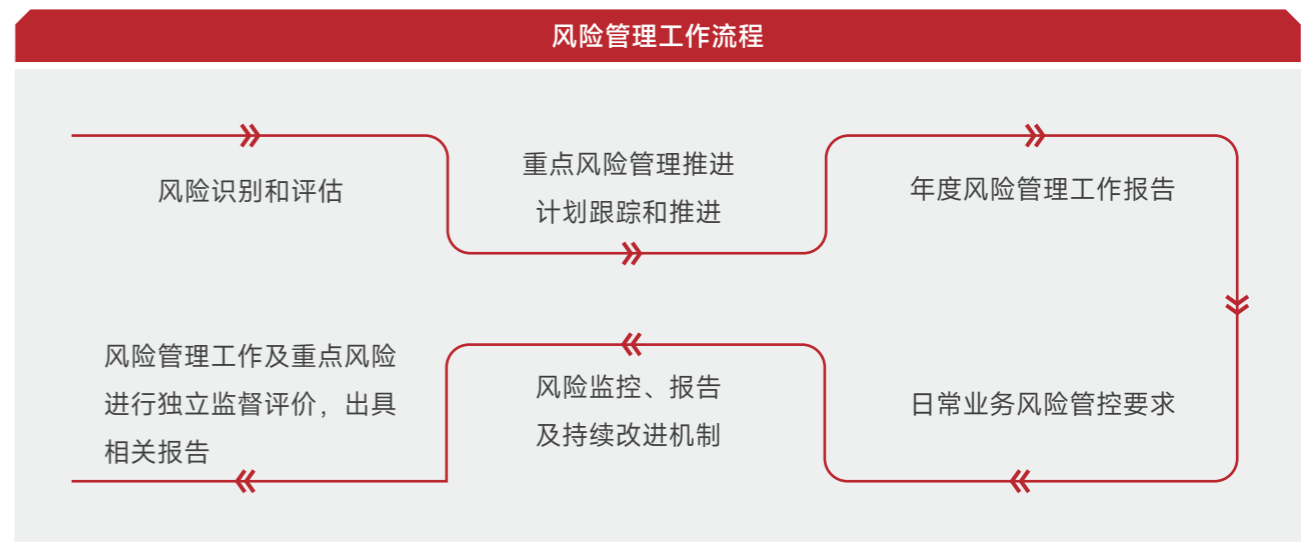 风险管理工作流程
风险识别和评估
重点风险管理推进
计划跟踪和推进
年度风险管理工作报告
日常业务风险管控要求
风险监控、报告
及持续改进机制
风险管理工作及重点风险
进行独立监督评价，出具
相关报告